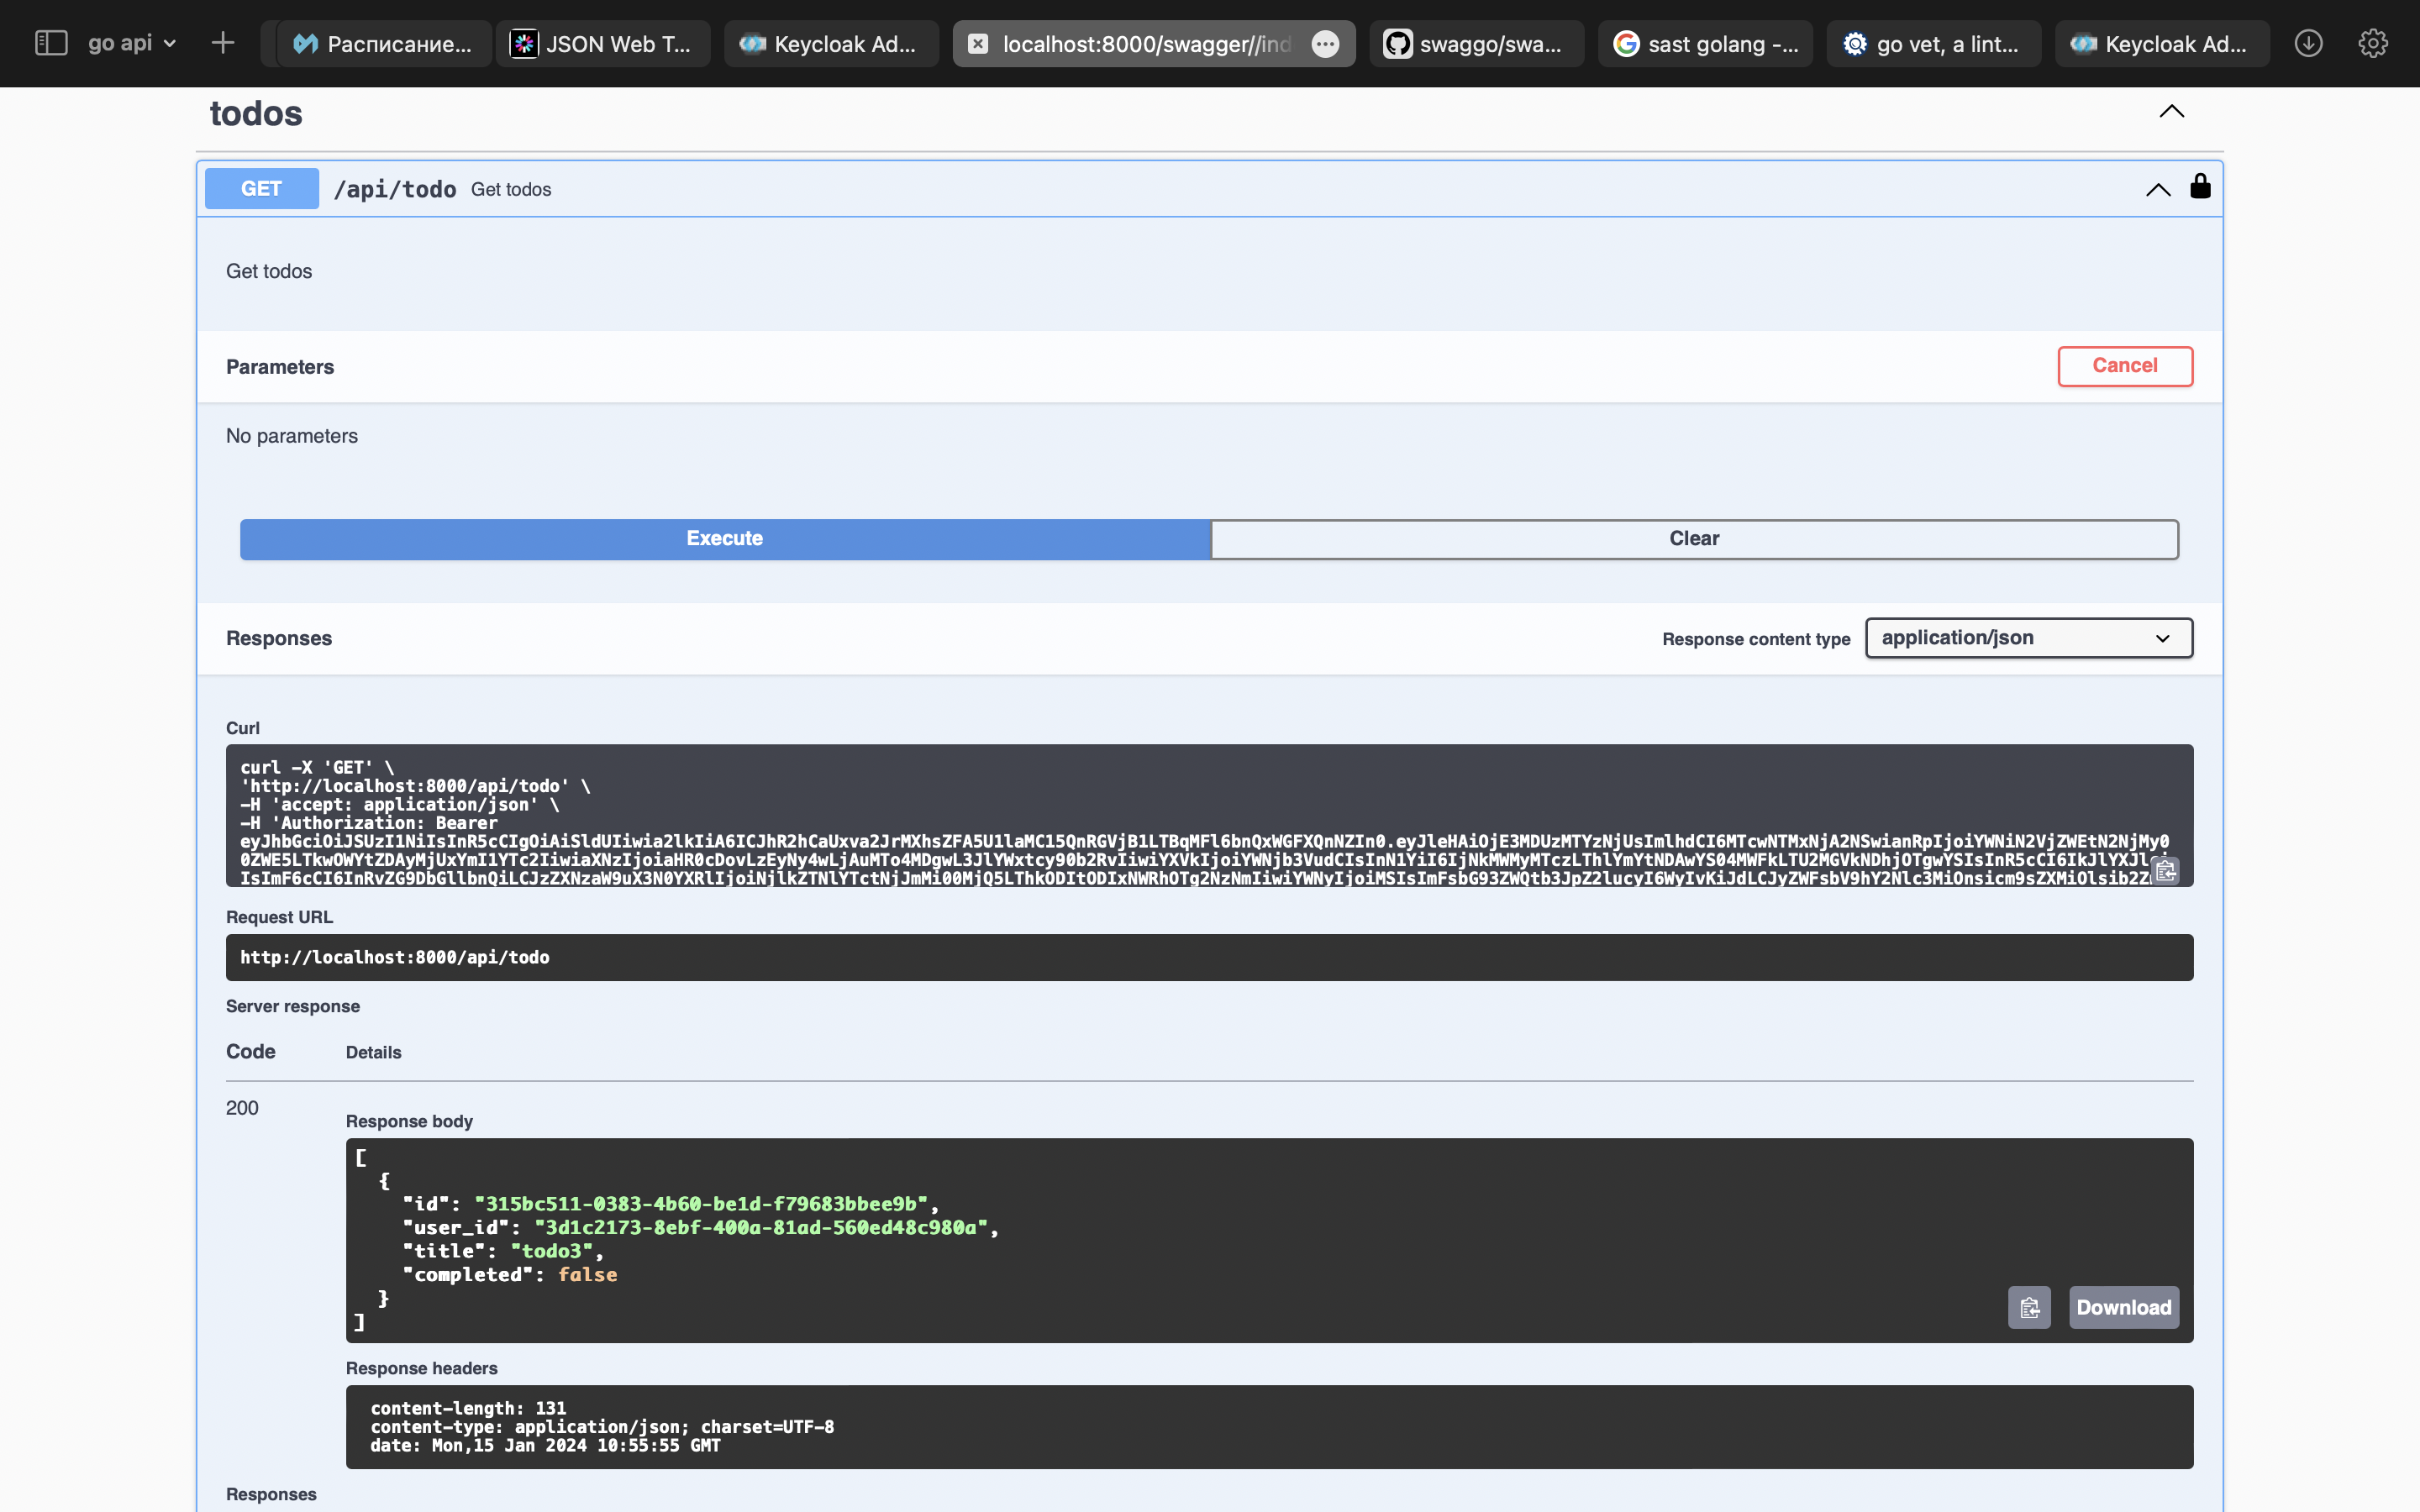 go api
Расписание...
JSON Web T...
Keycloak Ad...
localhost:8000/swagger//ind
swaggo/swa...
sast golang -...
go vet, a lint...
Keycloak Ad...
todos
GET /api/todo Get todos
Get todos
Parameters
Cancel
No parameters
Execute
Clear
Responses
Response content type
application/json
Curl
curl -X 'GET' \
'http://localhost:8000/api/todo' \
-H 'accept: application/json' \
-H 'Authorization: Bearer
Request URL
http://localhost:8000/api/todo
Server response
Code Details
200
Response body
[
{
"id": "315bc511-0383-4b60-be1d-f79683bbee9b",
"user_id": "3d1c2173-8ebf-400a-81ad-560ed48c980a",
"title": "todo3",
"completed": false
}
]
Download
Response headers
content-length: 131
content-type: application/json; charset=UTF-8
date: Mon,15 Jan 2024 10:55:55 GMT
Responses